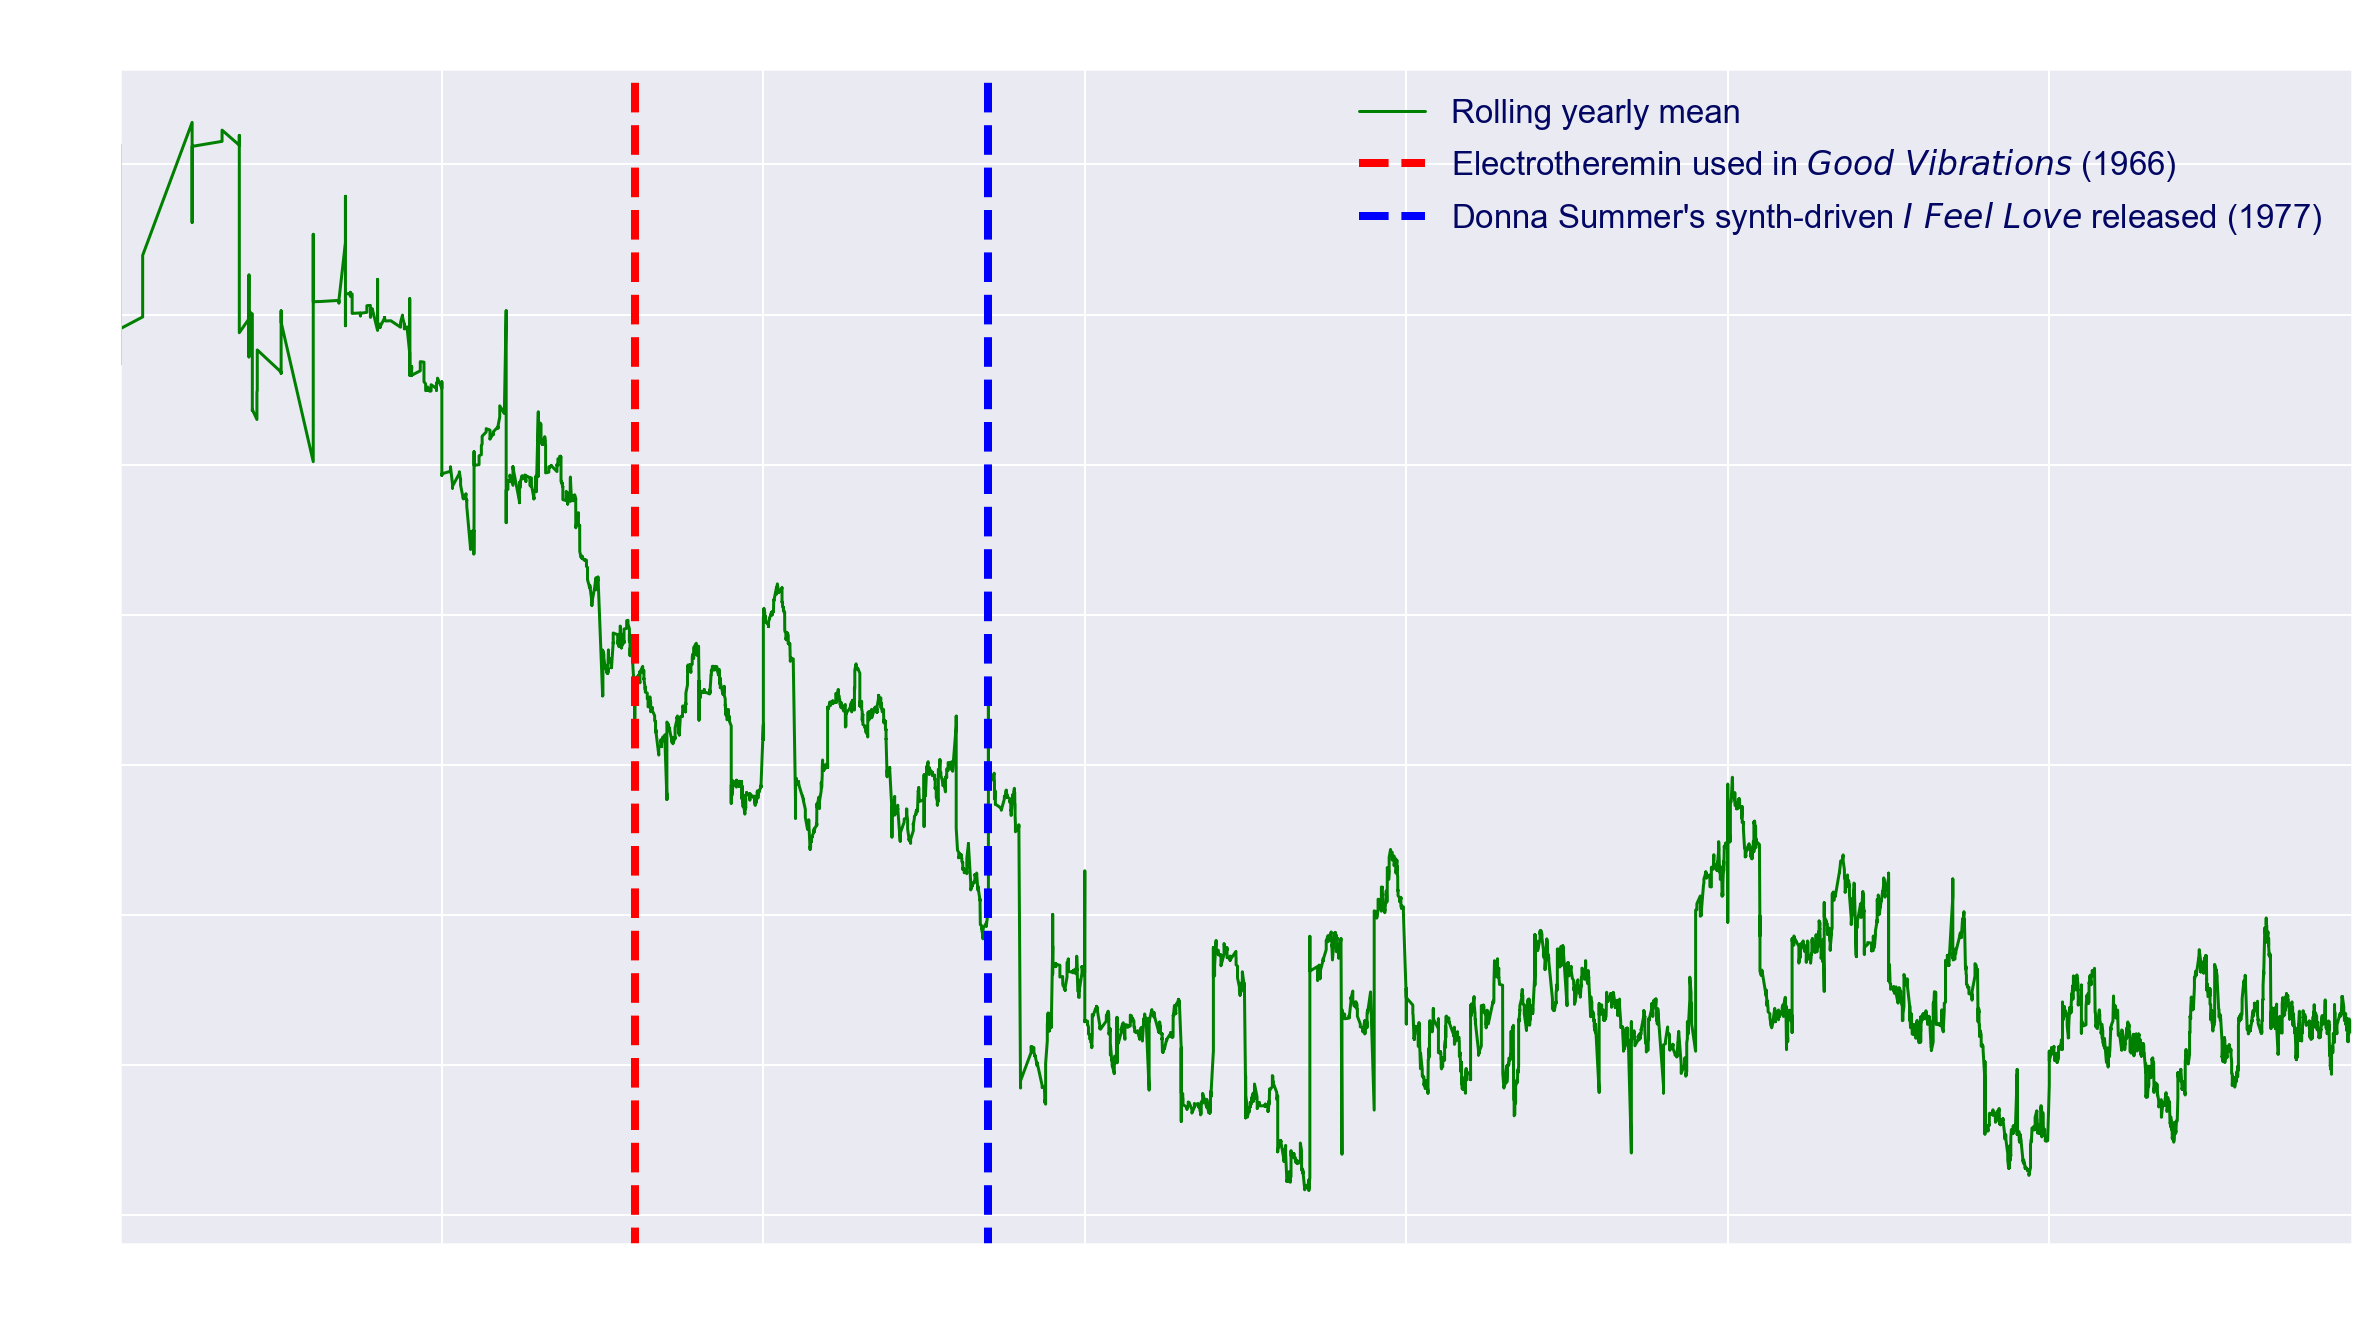 Rolling yearly mean
Electrotheremin used in Good Vibrations (1966)
Donna Summer's synth-driven I Feel Love released (1977)